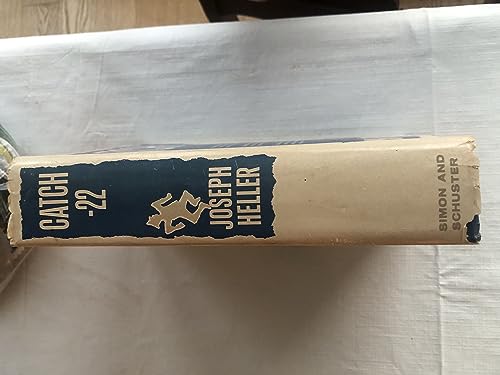 CATCH
-22
JOSEPH
HELLER
SIMON AND
SCHUSTER